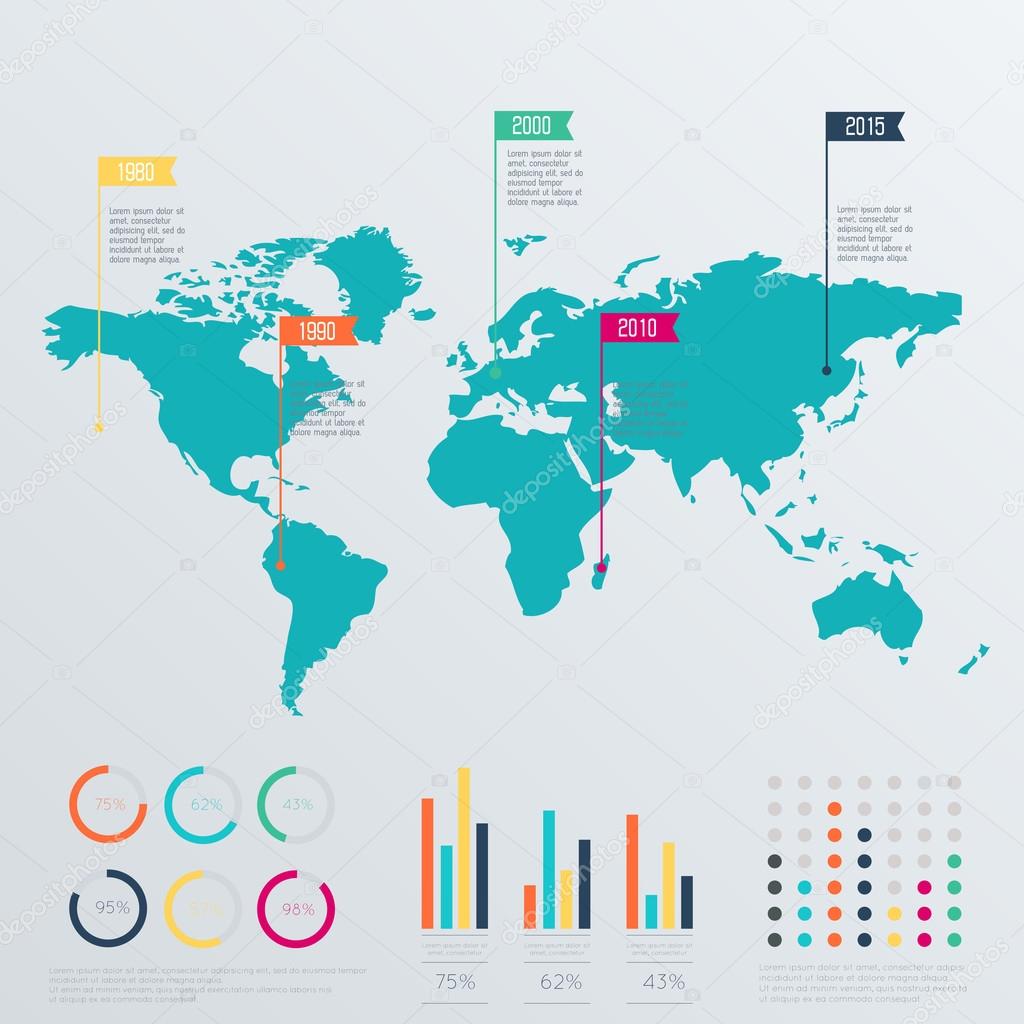 2000
Lorem ipsum dolor sit
amet, consectetur
adipisicing elit, sed do
eiusmod tempor
incididunt ut labore et
dolore magna aliqua.
2015
Lorem ipsum dolor sit
amet, consectetur
adipisicing elit, sed do
eiusmod tempor
incididunt ut labore et
dolore magna aliqua.
1980
Lorem ipsum dolor sit
amet, consectetur
adipisicing elit, sed do
eiusmod tempor
incididunt ut labore et
dolore magna aliqua.
1990
Lorem ipsum dolor sit
amet, consectetur
adipisicing elit, sed do
eiusmod tempor
incididunt ut labore et
dolore magna aliqua.
2010
Lorem ipsum dolor sit
amet, consectetur
adipisicing elit, sed do
eiusmod tempor
incididunt ut labore et
dolore magna aliqua.
75%
62%
43%
95%
57%
98%
Lorem ipsum dolor sit amet, consectetur adipisicing elit, sed do eiusmod tempor
incididunt ut labore et dolore magna aliqua.
Ut enim ad minim veniam, quis nostrud exercitation ullamco laboris nisi
ut aliquip ex ea commodo consequat.
Lorem ipsum dolor sit
amet, consectetur
75%
Lorem ipsum dolor sit
amet, consectetur
62%
Lorem ipsum dolor sit
amet, consectetur
43%
Lorem ipsum dolor sit amet, consectetur adipisicing
elit, sed do eiusmod tempor incididunt ut labore et
dolore magna aliqua. Ut enim ad minim veniam, quis
nostrud exercitation ullamco laboris nisi ut aliquip ex
ea commodo consequat.
depositphotos